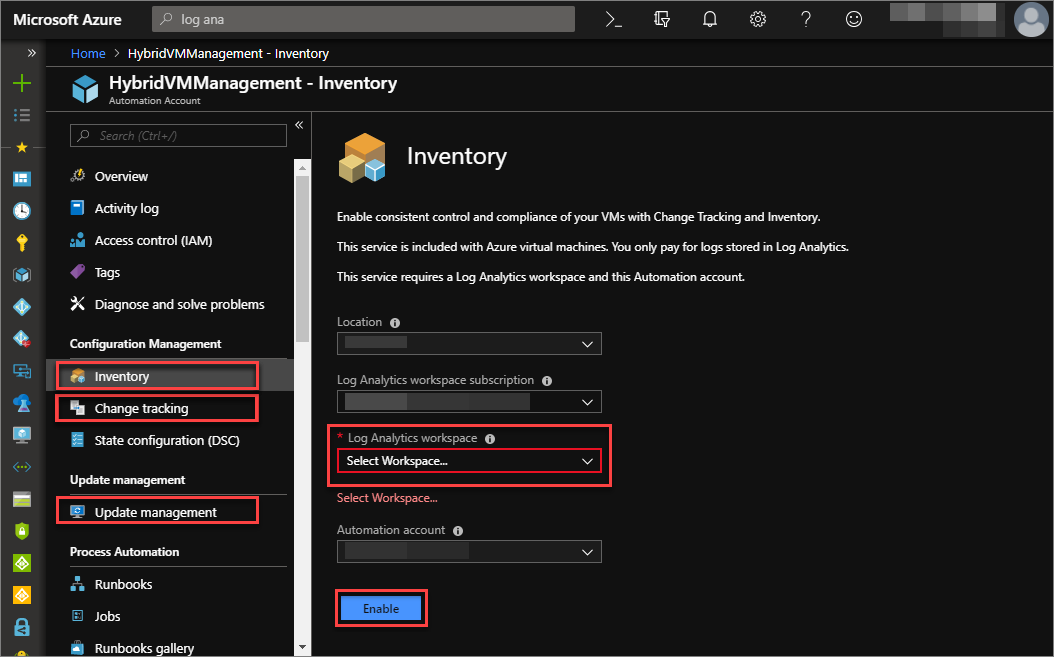 Microsoft Azure
log ana
Home > HybridVMManagement - Inventory
HybridVMManagement - Inventory
Automation Account
Search (Ctrl+/)
Overview
Activity log
Access control (IAM)
Tags
Diagnose and solve problems
Configuration Management
Inventory
Change tracking
State configuration (DSC)
Update management
Update management
Process Automation
Runbooks
Jobs
Runbooks gallery
Inventory
Enable consistent control and compliance of your VMs with Change Tracking and Inventory.
This service is included with Azure virtual machines. You only pay for logs stored in Log Analytics.
This service requires a Log Analytics workspace and this Automation account.
Location
Log Analytics workspace subscription
* Log Analytics workspace
Select Workspace...
Select Workspace...
Automation account
Enable